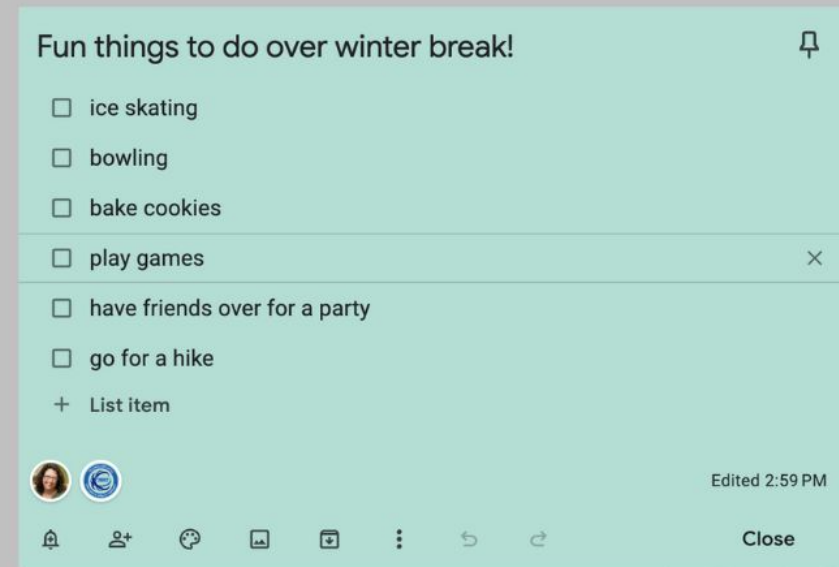 Fun things to do over winter break!
ice skating
bowling
bake cookies
play games
have friends over for a party
go for a hike
+ List item
Edited 2:59 PM
Close